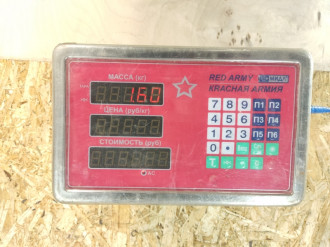 МАССА (кг)
16.0
ЦЕНА (руб/кг)
СТОИМОСТЬ (руб)
RED ARMY
КРАСНАЯ АРМИЯ
7 8 9 П1 П2
4 5 6 П3 П4
1 2 3 П5 П6
0
T